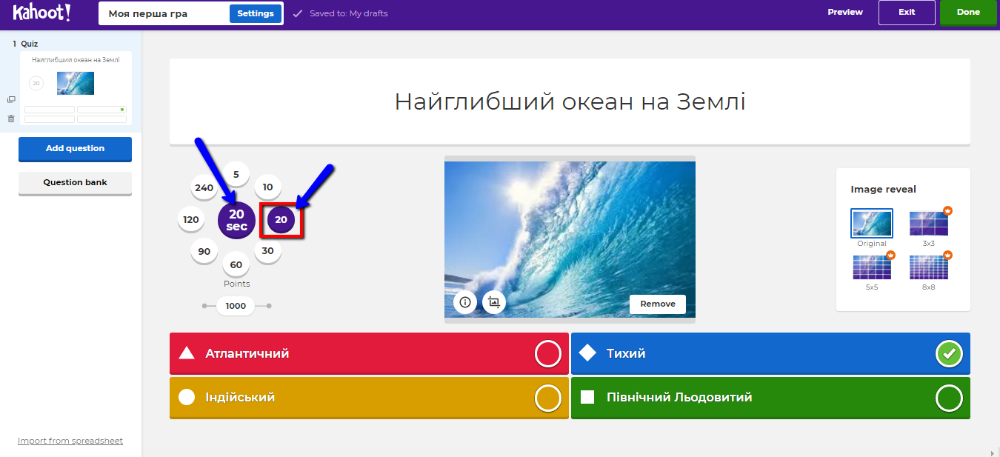 Kahoot!
Моя перша гра
Settings
Saved to: My drafts
Preview
Exit
Done
1 Quiz
Найглибший океан на Землі
20
Add question
Question bank
Import from spreadsheet
Найглибший океан на Землі
5
10
20
30
60
90
120
240
20
sec
Points
1000
Remove
Image reveal
Original
3x3
5x5
8x8
Атлантичний
Тихий
Індійський
Північний Льодовитий